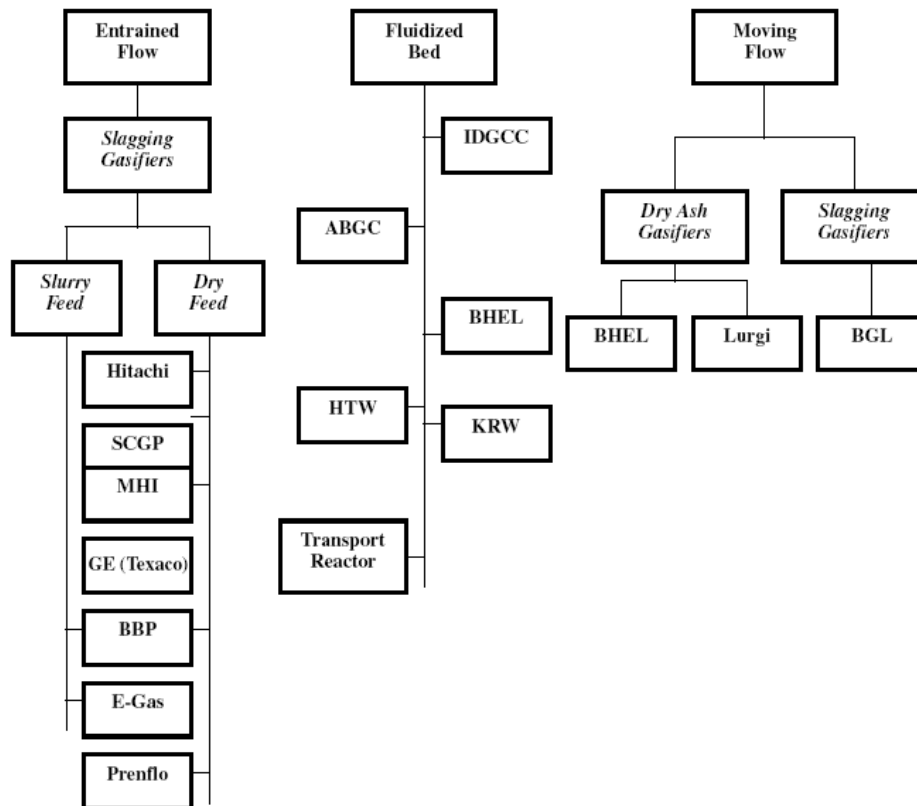 Entrained
Flow
Slagging
Gasifiers
Slurry
Feed
Dry
Feed
Hitachi
SCGP
MHI
GE (Texaco)
BBP
E-Gas
Prenflo
Fluidized
Bed
IDGCC
ABGC
BHEL
HTW
KRW
Transport
Reactor
Moving
Flow
Dry Ash
Gasifiers
Slagging
Gasifiers
BHEL
Lurgi
BGL